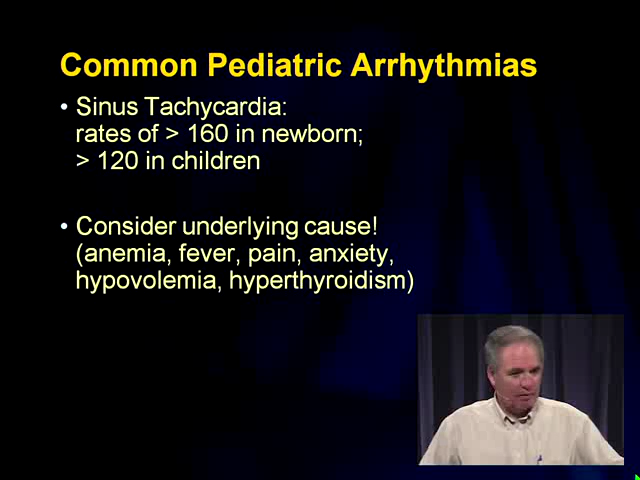 Common Pediatric Arrhythmias
• Sinus Tachycardia:
rates of > 160 in newborn;
> 120 in children
• Consider underlying cause!
(anemia, fever, pain, anxiety,
hypovolemia, hyperthyroidism)